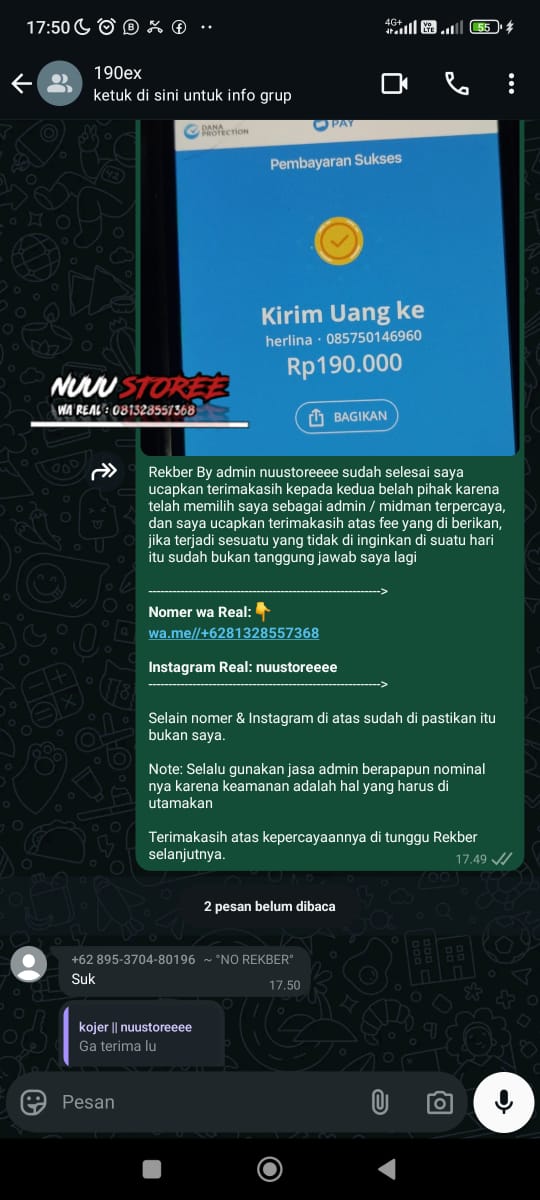 17:50
4G+
Vo LTE
55
190ex
ketuk di sini untuk info grup
DANA PROTECTION
PAY
Pembayaran Sukses
Kirim Uang ke
herlina · 085750146960
Rp190.000
BAGIKAN
NUUU STOREE
WA REAL : 081328557368
Rekber By admin nuustoreeee sudah selesai saya
ucapkan terimakasih kepada kedua belah pihak karena
telah memilih saya sebagai admin / midman terpercaya,
dan saya ucapkan terimakasih atas fee yang di berikan,
jika terjadi sesuatu yang tidak di inginkan di suatu hari
itu sudah bukan tanggung jawab saya lagi
---------------------------------------------------------->
Nomer wa Real:👇
wa.me//+6281328557368
Instagram Real: nuustoreeee
---------------------------------------------------------->
Selain nomer & Instagram di atas sudah di pastikan itu
bukan saya.
Note: Selalu gunakan jasa admin berapapun nominal
nya karena keamanan adalah hal yang harus di
utamakan
Terimakasih atas kepercayaannya di tunggu Rekber
selanjutnya.
17.49
2 pesan belum dibaca
+62 895-3704-80196 ~ "NO REKBER"
Suk
17.50
kojer || nuustoreeee
Ga terima lu
Pesan